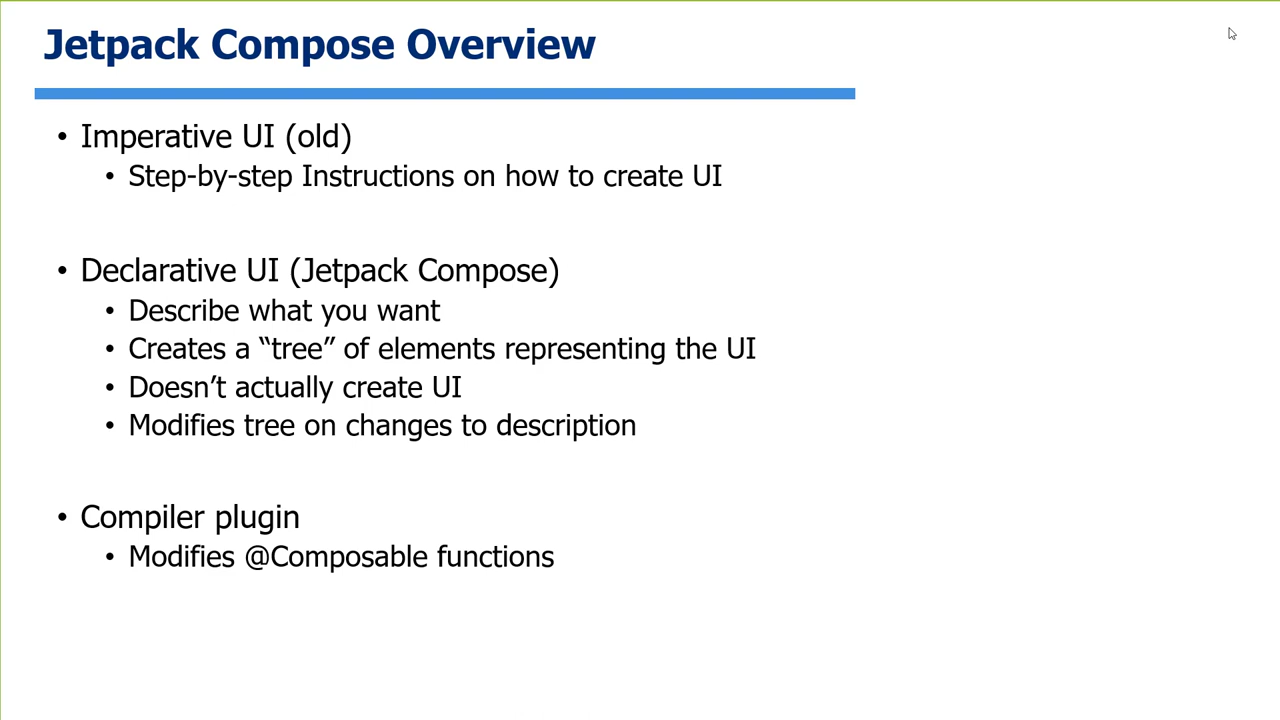 Jetpack Compose Overview
• Imperative UI (old)
• Step-by-step Instructions on how to create UI
• Declarative UI (Jetpack Compose)
• Describe what you want
• Creates a “tree” of elements representing the UI
• Doesn’t actually create UI
• Modifies tree on changes to description
• Compiler plugin
• Modifies @Composable functions